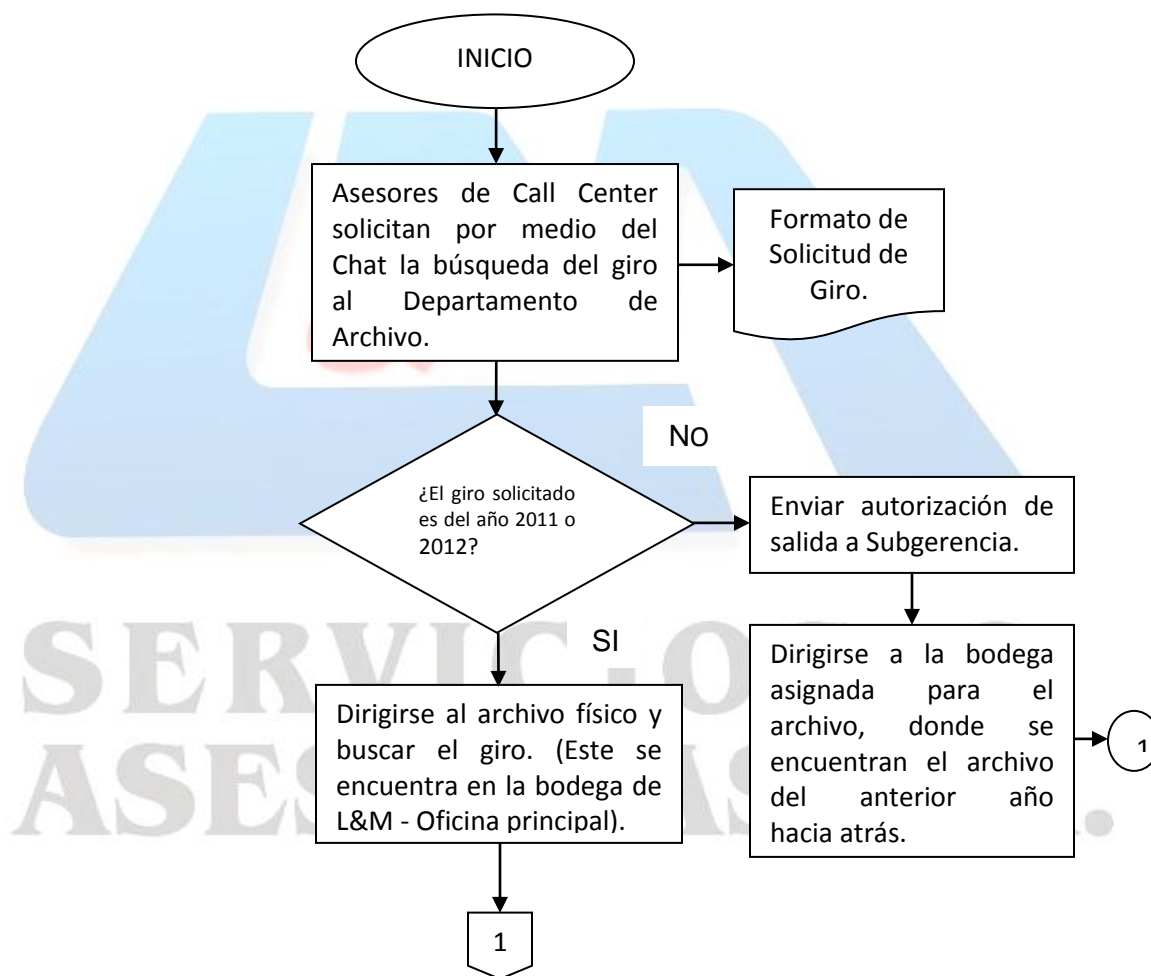 INICIO
Asesores de Call Center
solicitan por medio del
Chat la búsqueda del giro
al Departamento de
Archivo.
Formato de
Solicitud de
Giro.
¿El giro solicitado
es del año 2011 o
2012?
NO
Enviar autorización de
salida a Subgerencia.
SI
Dirigirse al archivo físico y
buscar el giro. (Este se
encuentra en la bodega de
L&M - Oficina principal).
Dirigirse a la bodega
asignada para el
archivo, donde se
encuentran el archivo
del anterior año
hacia atrás.
1
1